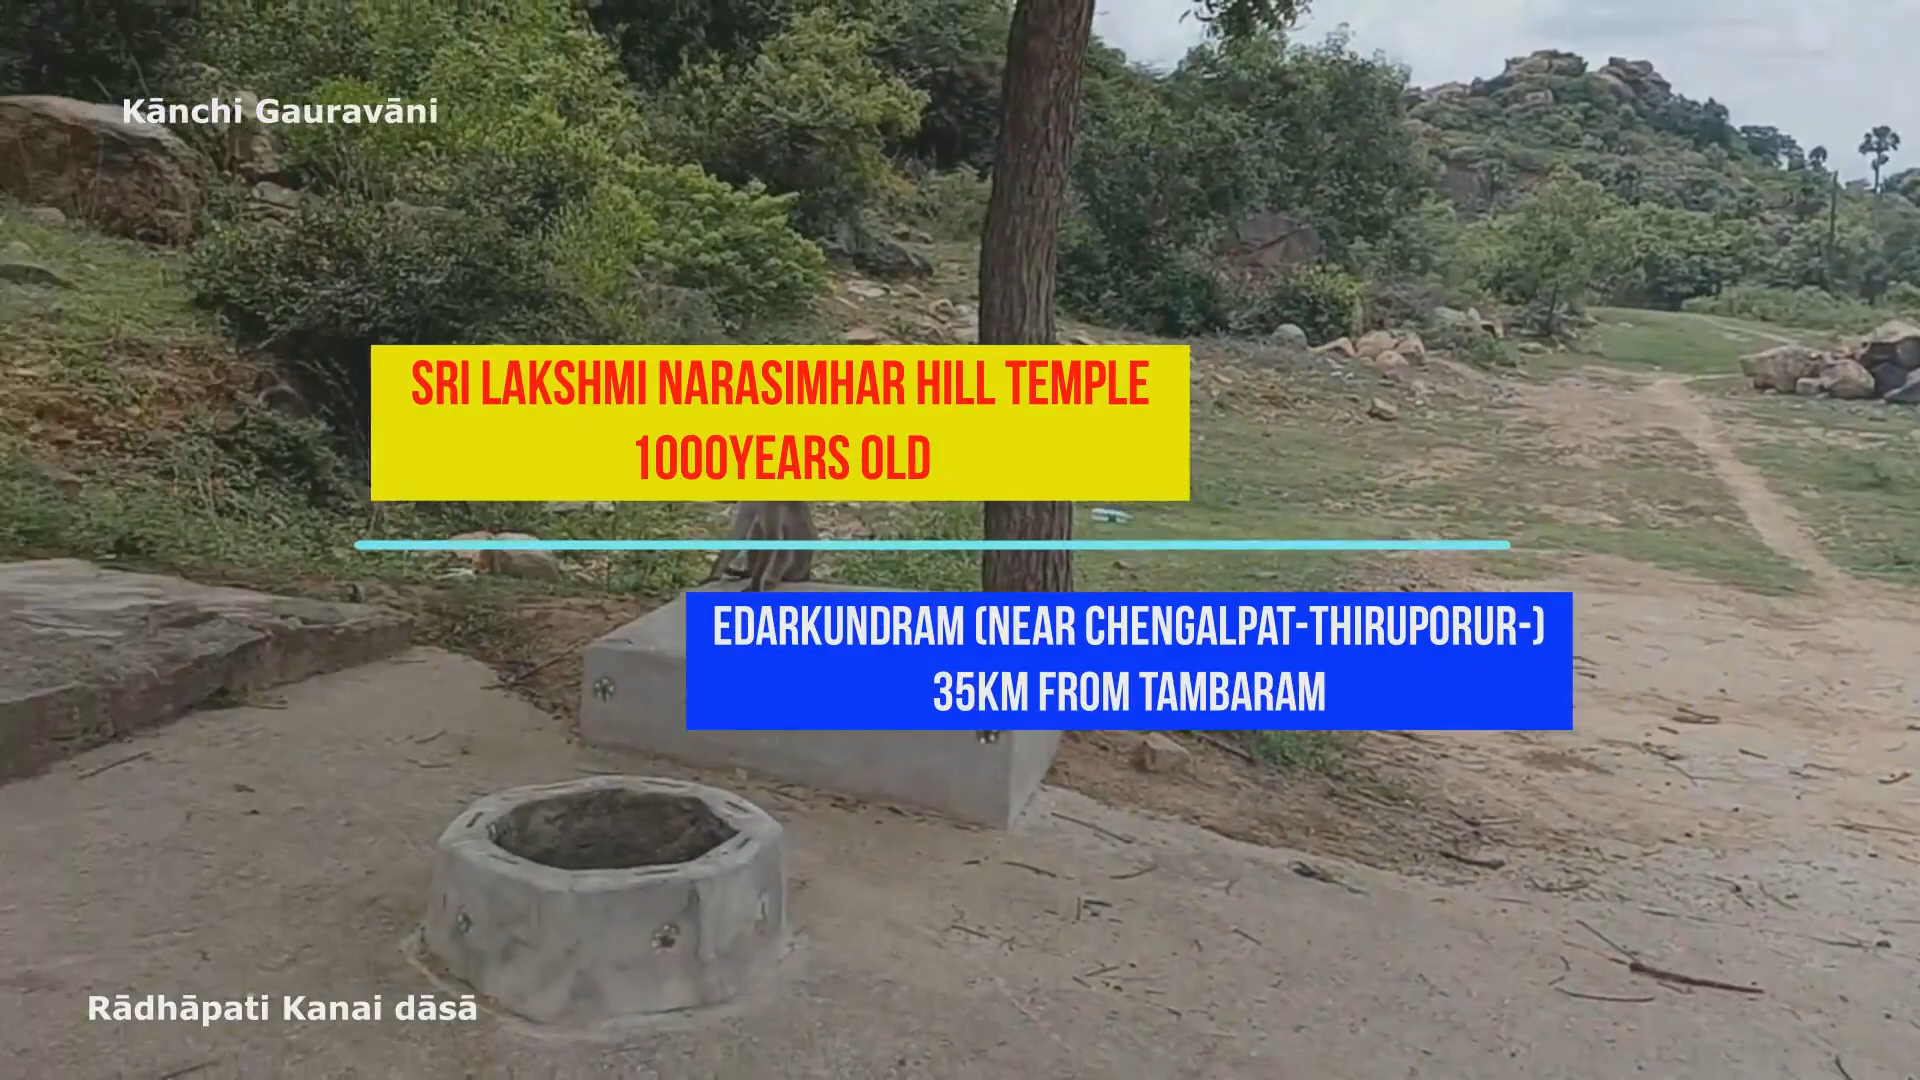 Kānchi Gauravāni
SRI LAKSHMI NARASIMHAR HILL TEMPLE
1000YEARS OLD
EDARKUNDRAM (NEAR CHENGALPAT-THIRUPORUR-)
35KM FROM TAMBARAM
Rādhāpati Kanai dāsā